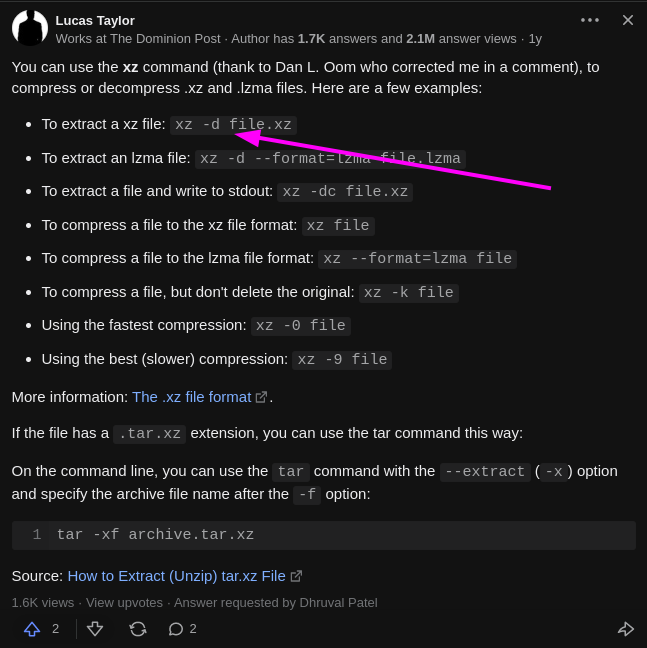 Lucas Taylor
Works at The Dominion Post · Author has 1.7K answers and 2.1M answer views · 1y
You can use the xz command (thank to Dan L. Oom who corrected me in a comment), to
compress or decompress .xz and .lzma files. Here are a few examples:
• To extract a xz file: xz -d file.xz
• To extract an lzma file: xz -d --format=lzma file.lzma
• To extract a file and write to stdout: xz -dc file.xz
• To compress a file to the xz file format: xz file
• To compress a file to the lzma file format: xz --format=lzma file
• To compress a file, but don't delete the original: xz -k file
• Using the fastest compression: xz -0 file
• Using the best (slower) compression: xz -9 file
More information: The .xz file format.
If the file has a .tar.xz extension, you can use the tar command this way:
On the command line, you can use the tar command with the --extract (-x) option
and specify the archive file name after the -f option:
1 tar -xf archive.tar.xz
Source: How to Extract (Unzip) tar.xz File
1.6K views · View upvotes · Answer requested by Dhruval Patel
2 2